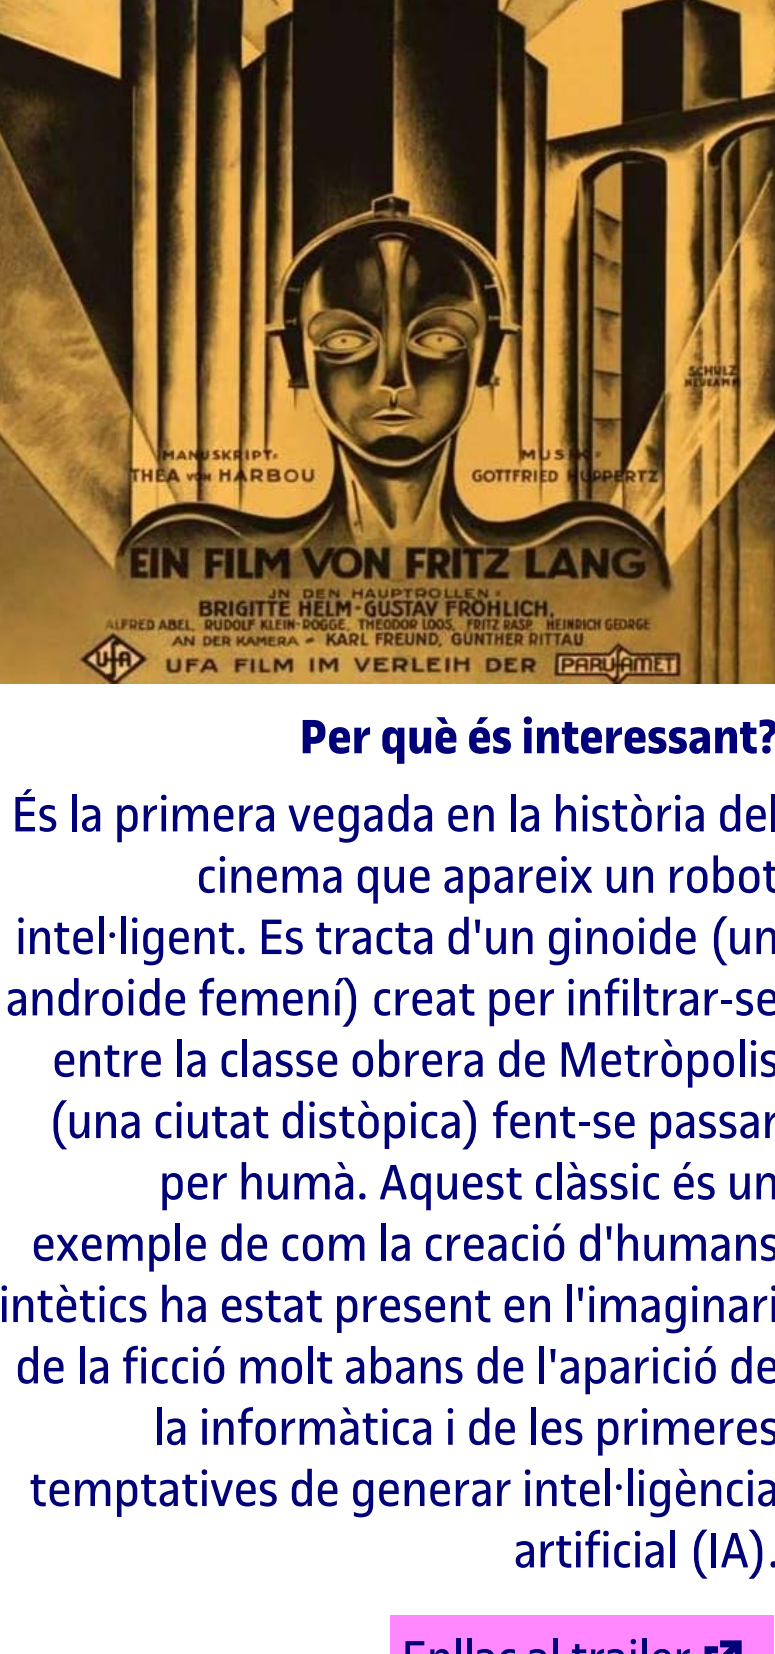 SCHULZ
NEUDAMM
MANUSKRIPT:
THEA VON HARBOU
MUSIK:
GOTTFRIED HUPPERTZ
EIN FILM VON FRITZ LANG
JN DEN HAUPTROLLEN:
BRIGITTE HELM-GUSTAV FRÖHLICH,
ALFRED ABEL, RUDOLF KLEIN-ROGGE, THEODOR LOOS, FRITZ RASP, HEINRICH GEORGE
AN DER KAMERA - KARL FREUND, GÜNTHER RITTAU
UFA UFA FILM IM VERLEIH DER PARUFAMET
Per què és interessant?
És la primera vegada en la història del
cinema que apareix un robot
intel·ligent. Es tracta d'un ginoide (un
androide femení) creat per infiltrar-se
entre la classe obrera de Metròpolis
(una ciutat distòpica) fent-se passar
per humà. Aquest clàssic és un
exemple de com la creació d'humans
intètics ha estat present en l'imaginari
de la ficció molt abans de l'aparició de
la informàtica i de les primeres
temptatives de generar intel·ligència
artificial (IA).
Enllaç al trailer